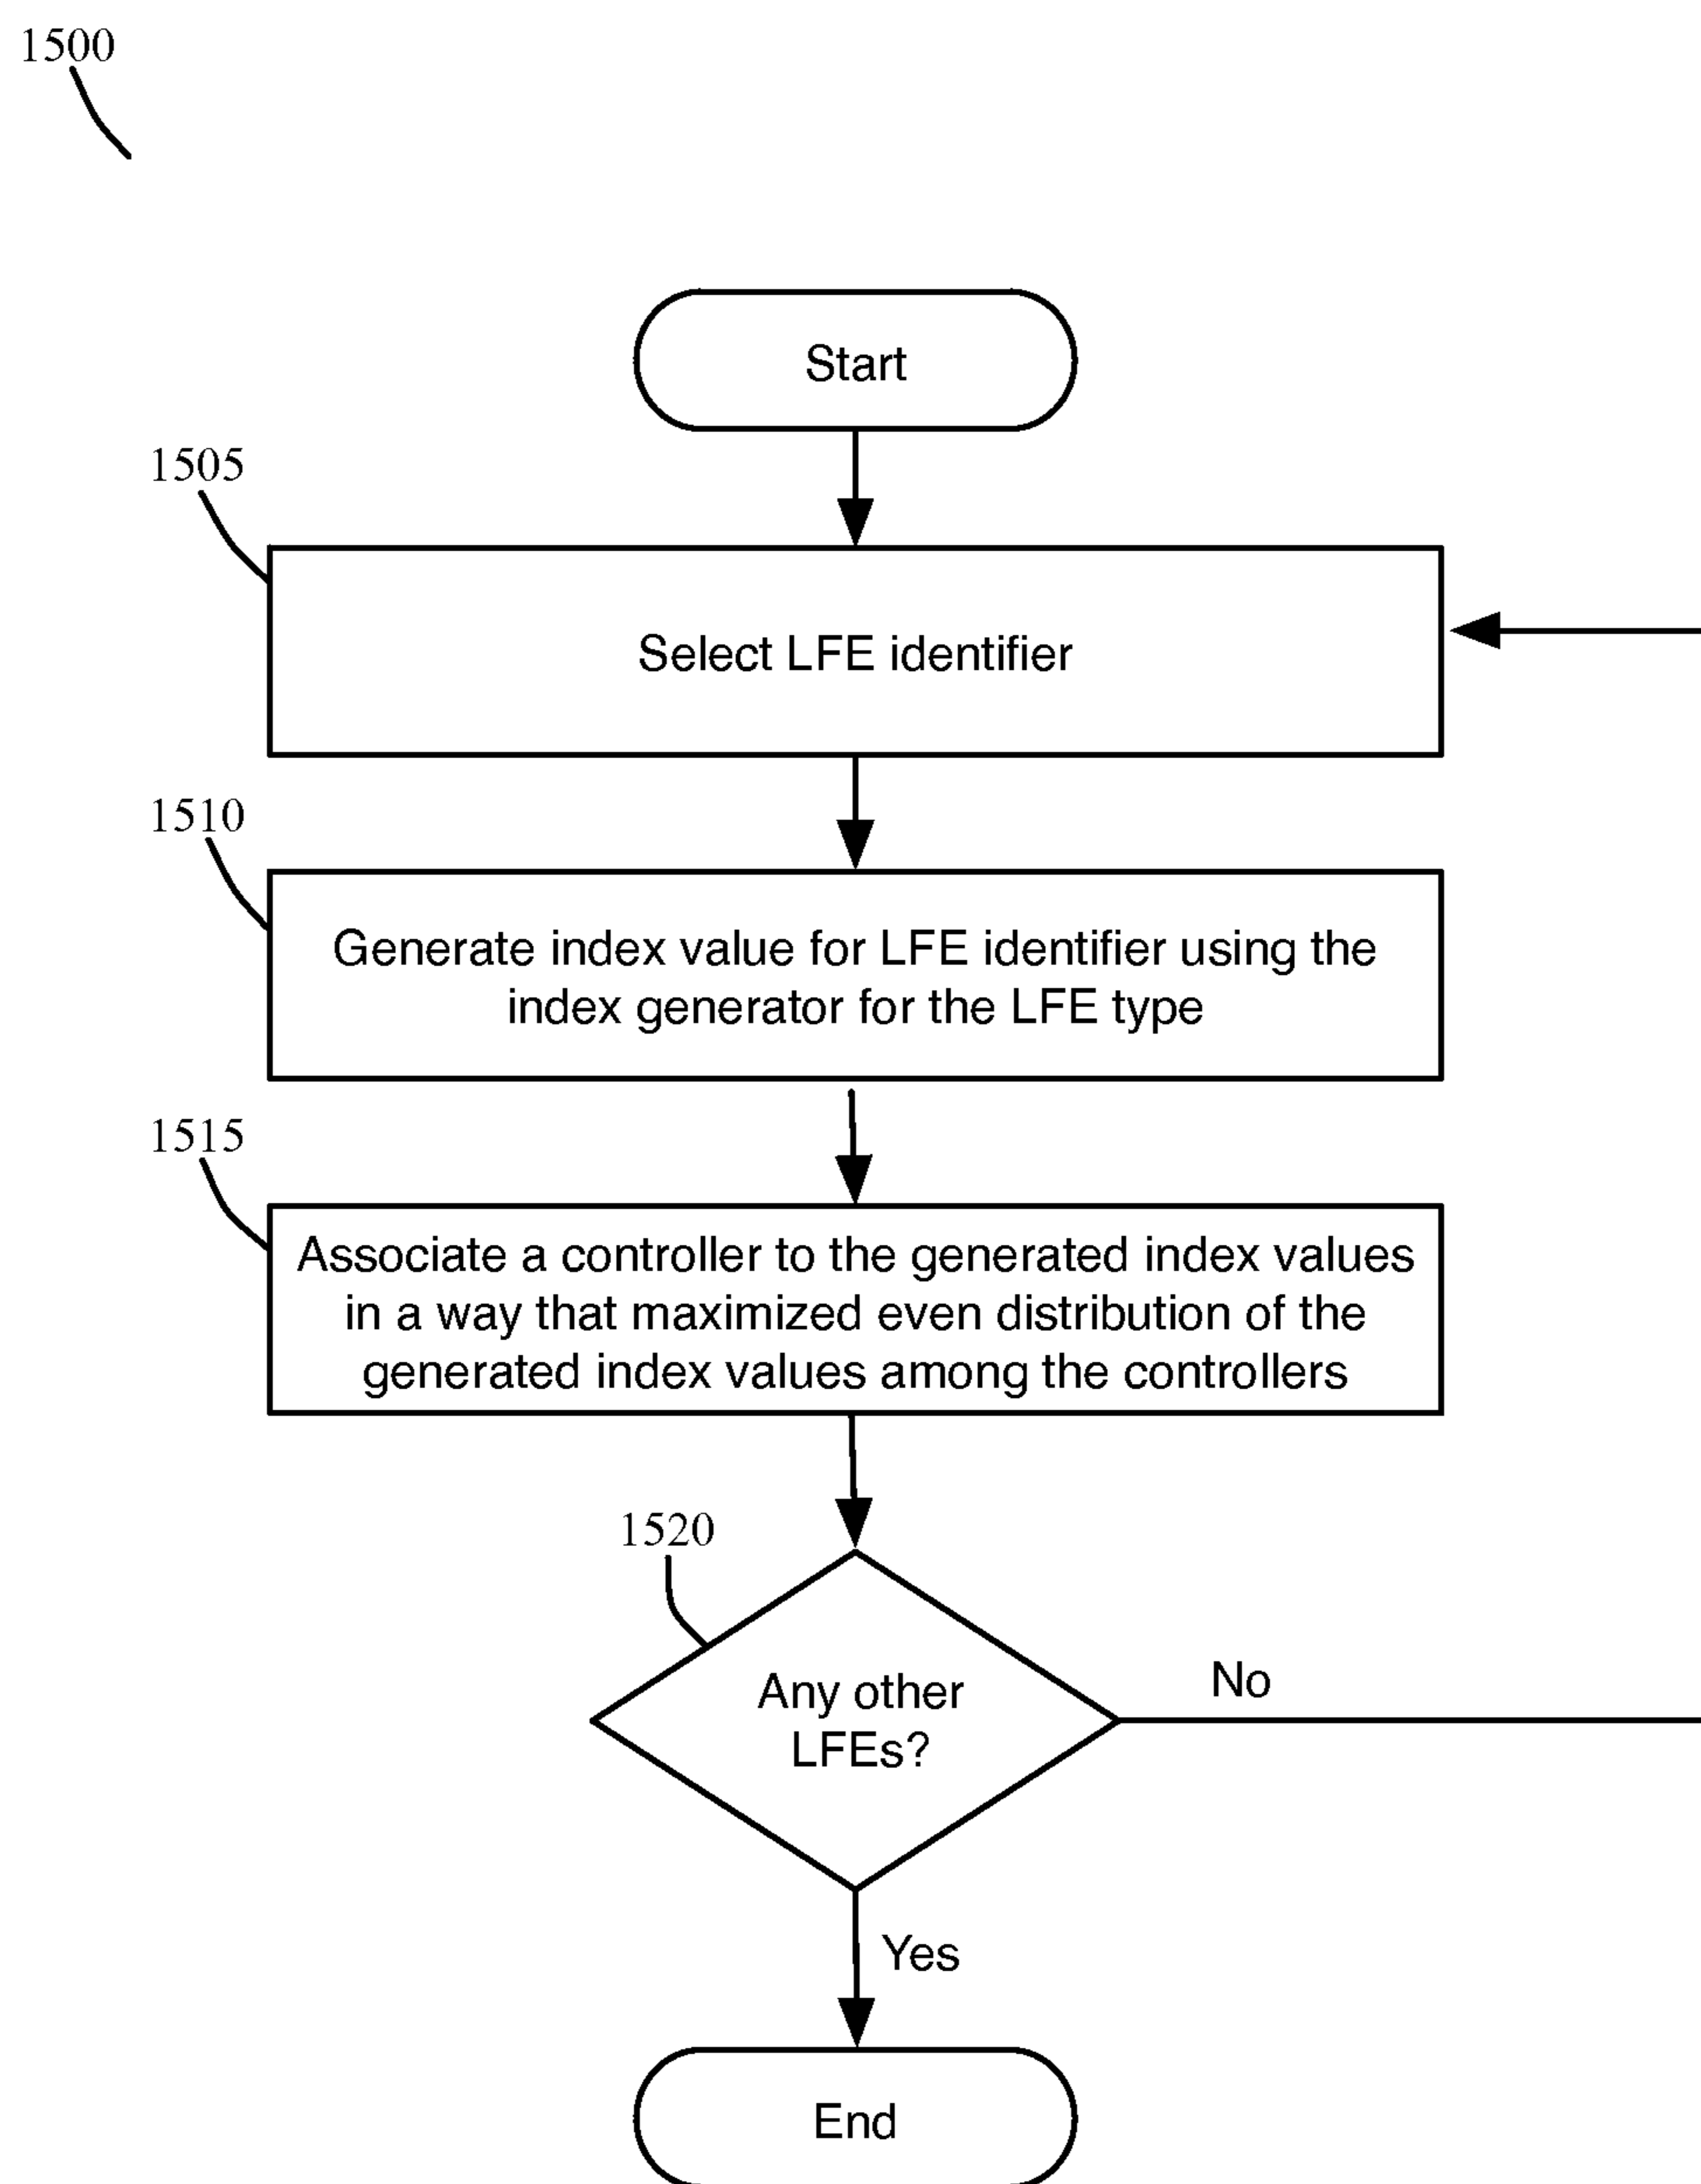 1500
Start
1505
Select LFE identifier
1510
Generate index value for LFE identifier using the
index generator for the LFE type
1515
Associate a controller to the generated index values
in a way that maximized even distribution of the
generated index values among the controllers
1520
Any other
LFEs?
No
Yes
End